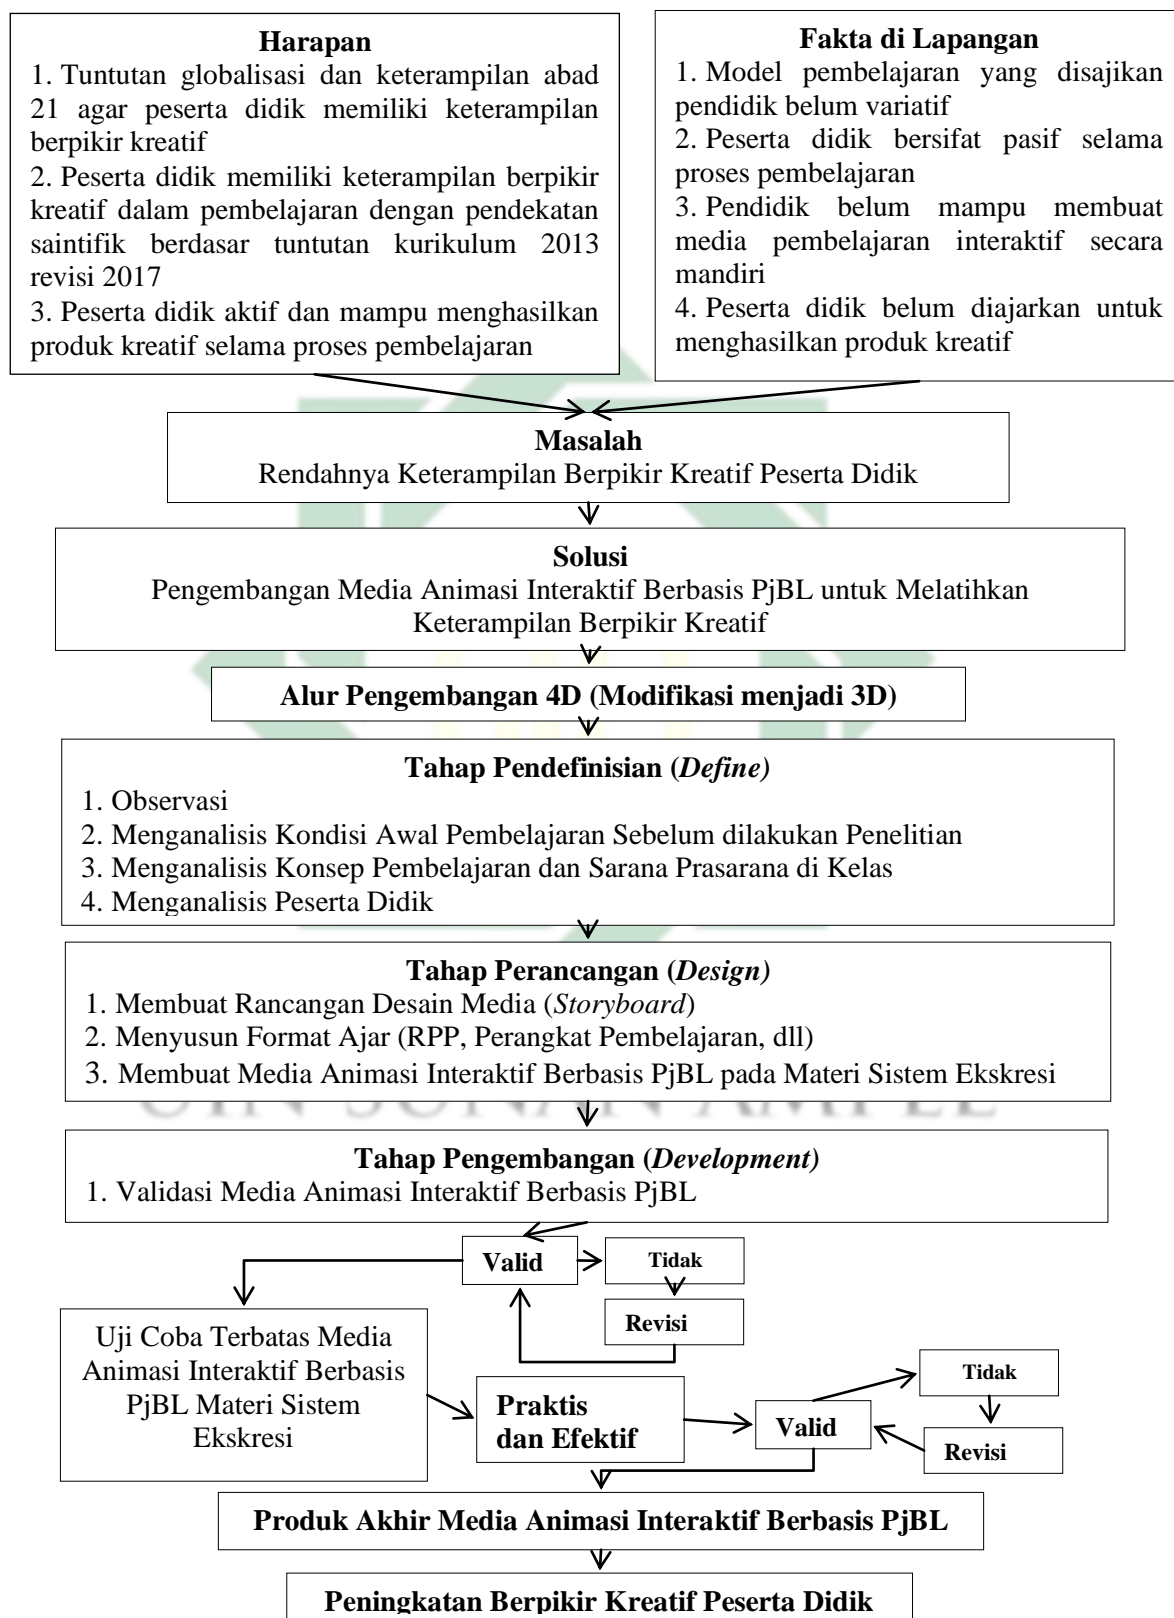 Harapan
1. Tuntutan globalisasi dan keterampilan abad
21 agar peserta didik memiliki keterampilan
berpikir kreatif
2. Peserta didik memiliki keterampilan berpikir
kreatif dalam pembelajaran dengan pendekatan
saintifik berdasar tuntutan kurikulum 2013
revisi 2017
3. Peserta didik aktif dan mampu menghasilkan
produk kreatif selama proses pembelajaran
Fakta di Lapangan
1. Model pembelajaran yang disajikan
pendidik belum variatif
2. Peserta didik bersifat pasif selama
proses pembelajaran
3. Pendidik belum mampu membuat
media pembelajaran interaktif secara
mandiri
4. Peserta didik belum diajarkan untuk
menghasilkan produk kreatif
Masalah
Rendahnya Keterampilan Berpikir Kreatif Peserta Didik
Solusi
Pengembangan Media Animasi Interaktif Berbasis PjBL untuk Melatihkan
Keterampilan Berpikir Kreatif
Alur Pengembangan 4D (Modifikasi menjadi 3D)
Tahap Pendefinisian (Define)
1. Observasi
2. Menganalisis Kondisi Awal Pembelajaran Sebelum dilakukan Penelitian
3. Menganalisis Konsep Pembelajaran dan Sarana Prasarana di Kelas
4. Menganalisis Peserta Didik
Tahap Perancangan (Design)
1. Membuat Rancangan Desain Media (Storyboard)
2. Menyusun Format Ajar (RPP, Perangkat Pembelajaran, dll)
3. Membuat Media Animasi Interaktif Berbasis PjBL pada Materi Sistem Ekskresi
UIN SUNAN AMPEL
Tahap Pengembangan (Development)
1. Validasi Media Animasi Interaktif Berbasis PjBL
Valid
Tidak
Revisi
Uji Coba Terbatas Media
Animasi Interaktif Berbasis
PjBL Materi Sistem
Ekskresi
Praktis
dan Efektif
Valid
Tidak
Revisi
Produk Akhir Media Animasi Interaktif Berbasis PjBL
Peningkatan Berpikir Kreatif Peserta Didik